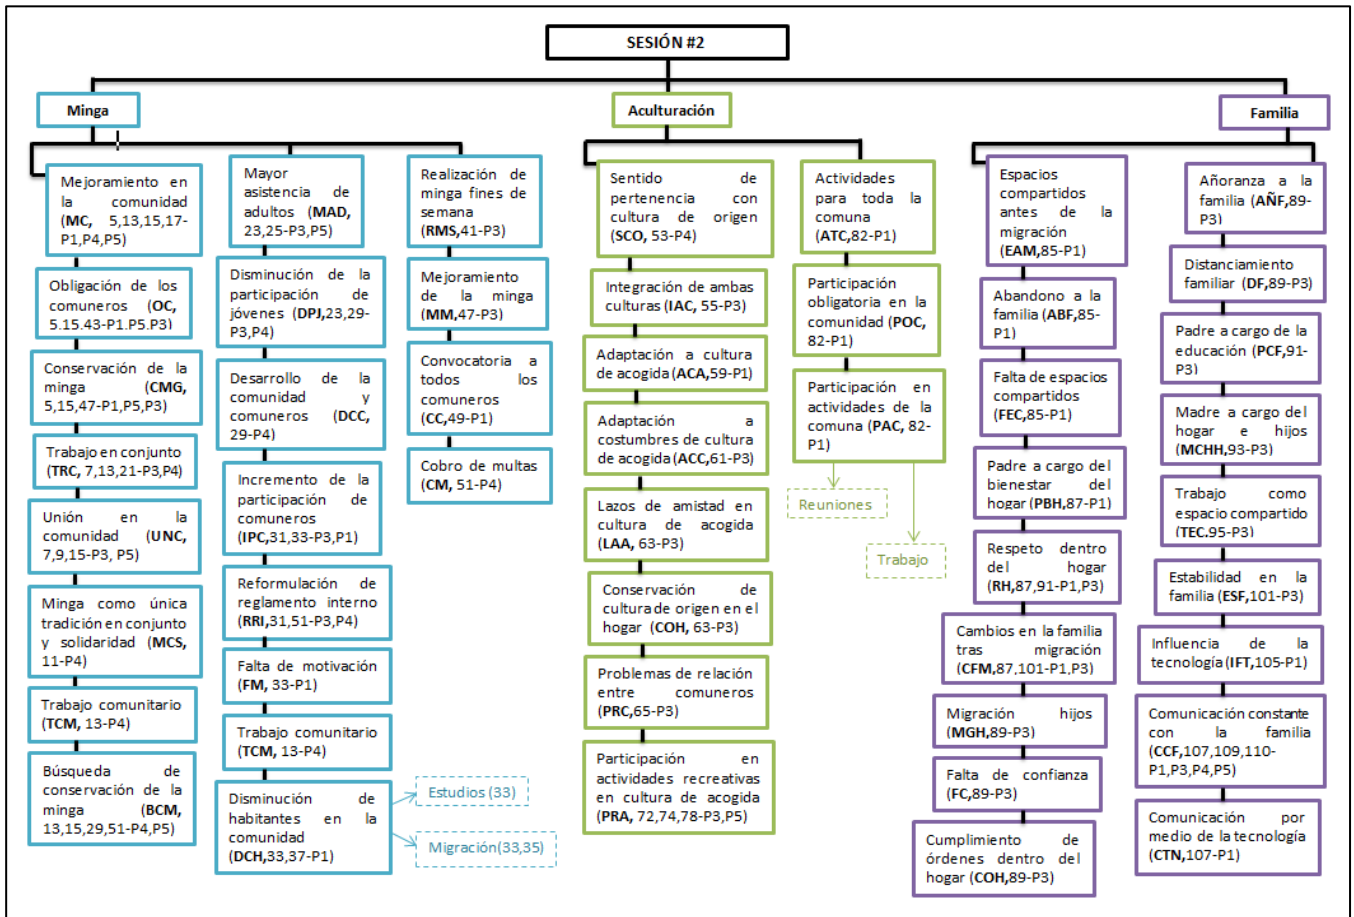 SESIÓN #2
Minga
Mejoramiento en
la comunidad
(MC, 5,13,15,17-
P1,P4,P5)
Obligación de los
comuneros (OC,
5.15.43-P1.P5.P3)
Conservación de la
minga (CMG,
5,15,47-P1,P5,P3)
Trabajo en conjunto
(TRC, 7,13,21-P3,P4)
Unión en la
comunidad (UNC,
7,9,15-P3, P5)
Minga como única
tradición en conjunto
y solidaridad (MCS,
11-P4)
Trabajo comunitario
(TCM, 13-P4)
Búsqueda de
conservación de la
minga (BCM,
13,15,29,51-P4,P5)
Mayor
asistencia de
adultos (MAD,
23,25-P3,P5)
Disminución de la
participación de
jóvenes (DPJ,23,29-
P3,P4)
Desarrollo de la
comunidad y
comuneros (DCC,
29-P4)
Incremento de la
participación de
comuneros
(IPC,31,33-P3,P1)
Reformulación de
reglamento interno
(RRI,31,51-P3,P4)
Falta de motivación
(FM, 33-P1)
Trabajo comunitario
(TCM, 13-P4)
Disminución de
habitantes en la
comunidad
(DCH,33,37-P1)
Estudios (33)
Migración(33,35)
Realización de
minga fines de
semana
(RMS,41-P3)
Mejoramiento
de la minga
(MM,47-P3)
Convocatoria a
todos los
comuneros
(CC,49-P1)
Cobro de multas
(CM, 51-P4)
Aculturación
Sentido de
pertenencia con
cultura de origen
(SCO, 53-P4)
Integración de ambas
culturas (IAC, 55-P3)
Adaptación a cultura
de acogida (ACA,59-P1)
Adaptación a
costumbres de cultura
de acogida (ACC,61-P3)
Lazos de amistad en
cultura de acogida
(LAA, 63-P3)
Conservación de
cultura de origen en el
hogar (COH, 63-P3)
Problemas de relación
entre comuneros
(PRC,65-P3)
Participación en
actividades recreativas
en cultura de acogida
(PRA, 72,74,78-P3,P5)
Actividades
para toda la
comuna
(ATC,82-P1)
Participación
obligatoria en la
comunidad (POC,
82-P1)
Participación en
actividades de la
comuna (PAC, 82-
P1)
Reuniones
Trabajo
Familia
Espacios
compartidos
antes de la
migración
(EAM,85-P1)
Abandono a la
familia (ABF,85-
P1)
Falta de espacios
compartidos
(FEC,85-P1)
Padre a cargo del
bienestar del
hogar (PBH,87-P1)
Respeto dentro
del hogar
(RH,87,91-P1,P3)
Cambios en la familia
tras migración
(CFM,87,101-P1,P3)
Migración hijos
(MGH,89-P3)
Falta de confianza
(FC,89-P3)
Cumplimiento de
órdenes dentro del
hogar (COH,89-P3)
Añoranza a la
familia (AÑF,89-
P3)
Distanciamiento
familiar (DF,89-P3)
Padre a cargo de la
educación (PCF,91-
P3)
Madre a cargo del
hogar e hijos
(MCHH,93-P3)
Trabajo como
espacio compartido
(TEC.95-P3)
Estabilidad en la
familia (ESF,101-P3)
Influencia de la
tecnología (IFT,105-P1)
Comunicación constante
con la familia
(CCF,107,109,110-
P1,P3,P4,P5)
Comunicación por
medio de la tecnología
(CTN,107-P1)